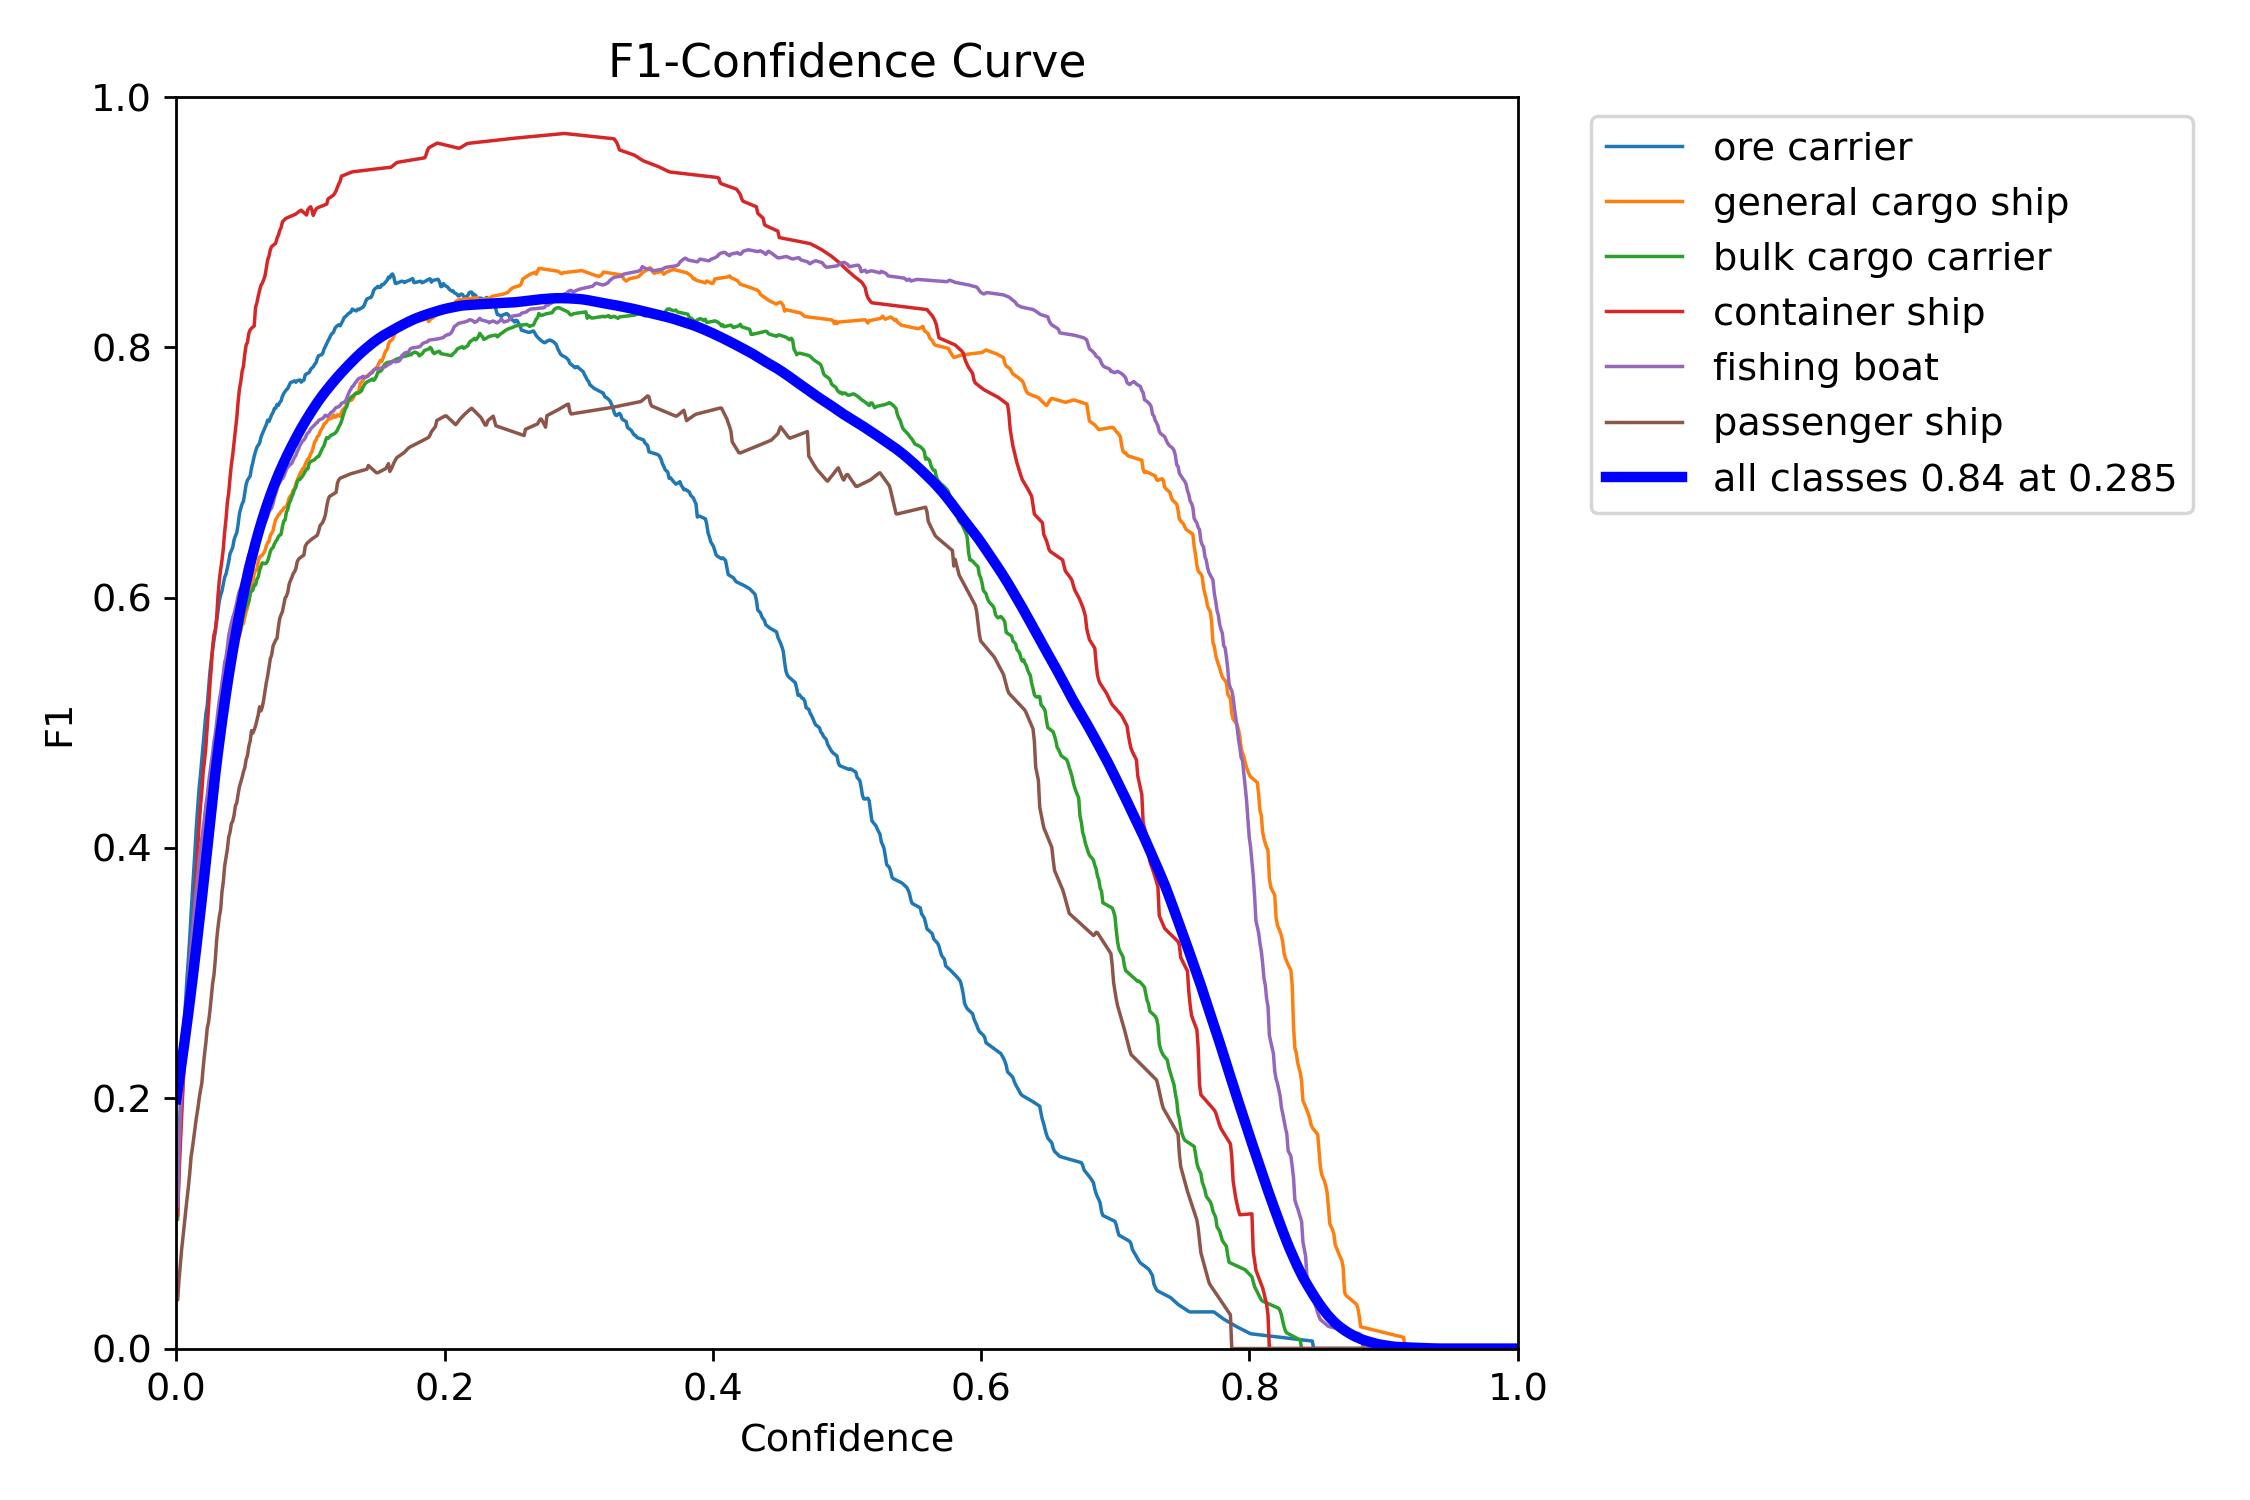 F1-Confidence Curve
1.0
0.8
0.6
0.4
0.2
0.0
F1
0.0 0.2 0.4 0.6 0.8 1.0
Confidence
ore carrier
general cargo ship
bulk cargo carrier
container ship
fishing boat
passenger ship
all classes 0.84 at 0.285